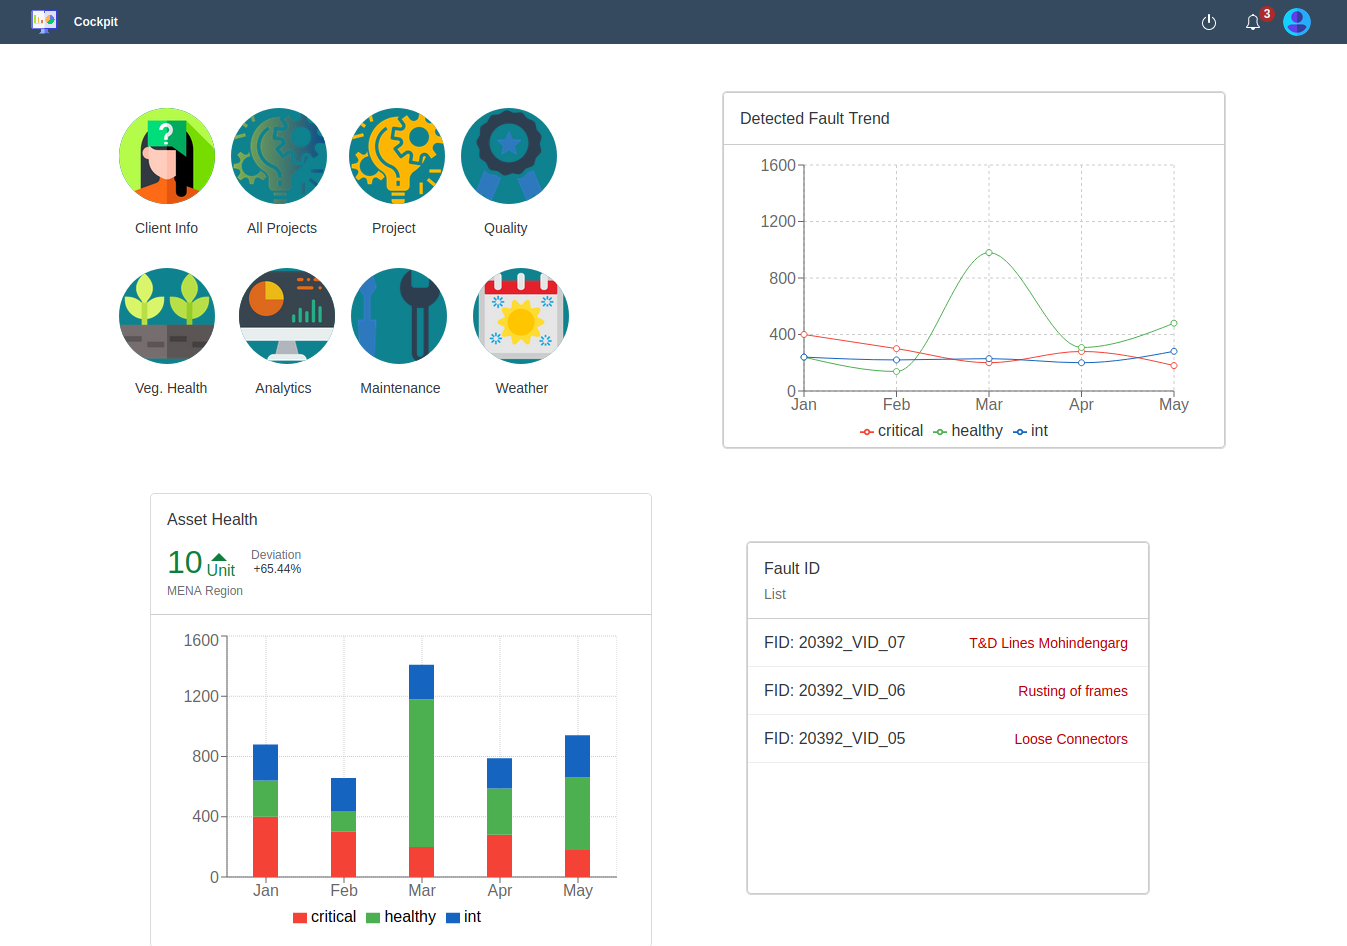 Cockpit
3
?
Client Info
All Projects
Project
Quality
Veg. Health
Analytics
Maintenance
Weather
Detected Fault Trend
1600
1200
800
400
0
Jan Feb Mar Apr May
critical healthy int
Asset Health
10 Unit
Deviation
+65.44%
MENA Region
1600
1200
800
400
0
Jan Feb Mar Apr May
critical healthy int
Fault ID
List
FID: 20392_VID_07 T&D Lines Mohindengarg
FID: 20392_VID_06 Rusting of frames
FID: 20392_VID_05 Loose Connectors